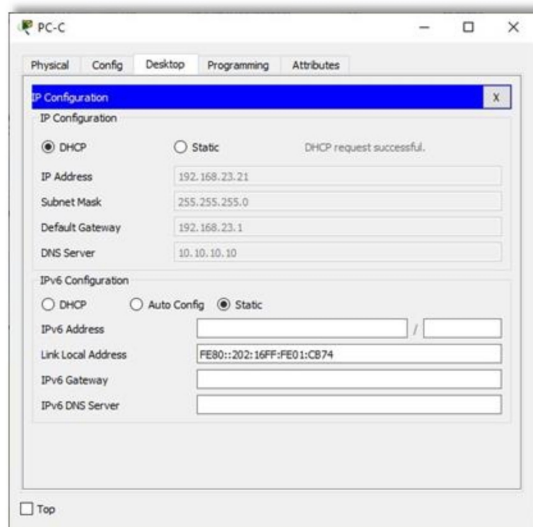 PC-C
Physical Config Desktop Programming Attributes
IP Configuration X
IP Configuration
DHCP Static DHCP request successful.
IP Address 192.168.23.21
Subnet Mask 255.255.255.0
Default Gateway 192.168.23.1
DNS Server 10.10.10.10
IPv6 Configuration
DHCP Auto Config Static
IPv6 Address /
Link Local Address FE80::202:16FF:FE01:CB74
IPv6 Gateway
IPv6 DNS Server
Top